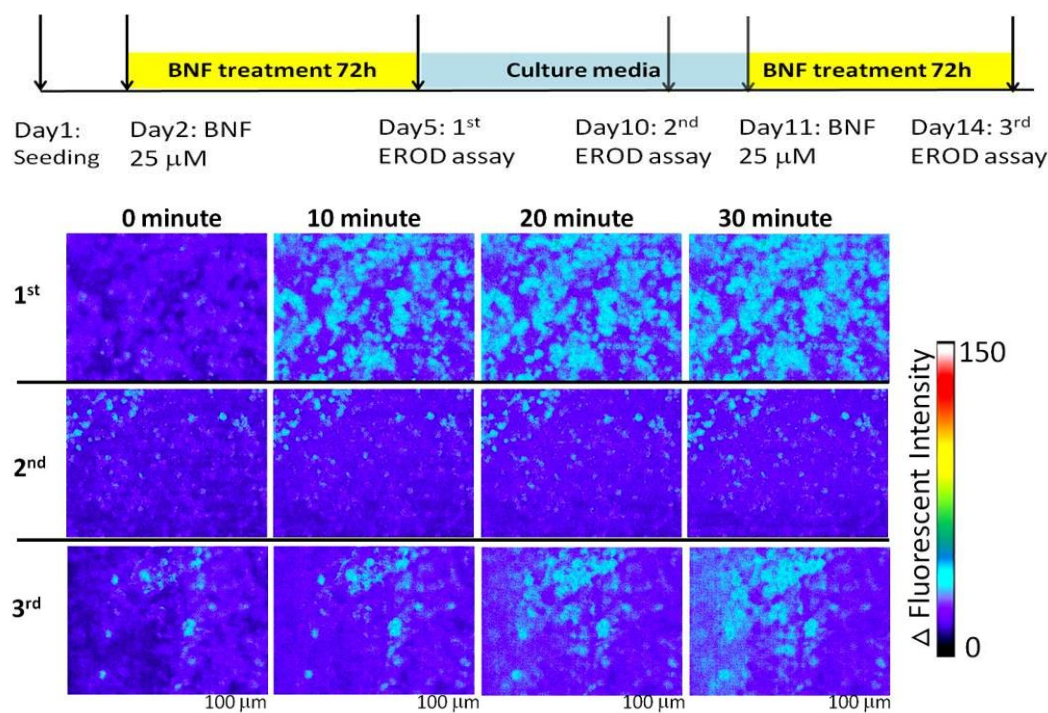 BNF treatment 72h Culture media BNF treatment 72h
Day1: Day2: BNF Day5: 1st Day10: 2nd Day11: BNF Day14: 3rd
Seeding 25 μM EROD assay EROD assay 25 μM EROD assay
0 minute 10 minute 20 minute 30 minute
1st
2nd
3rd
150
Δ Fluorescent Intensity
0
100 μm 100 μm 100 μm 100 μm